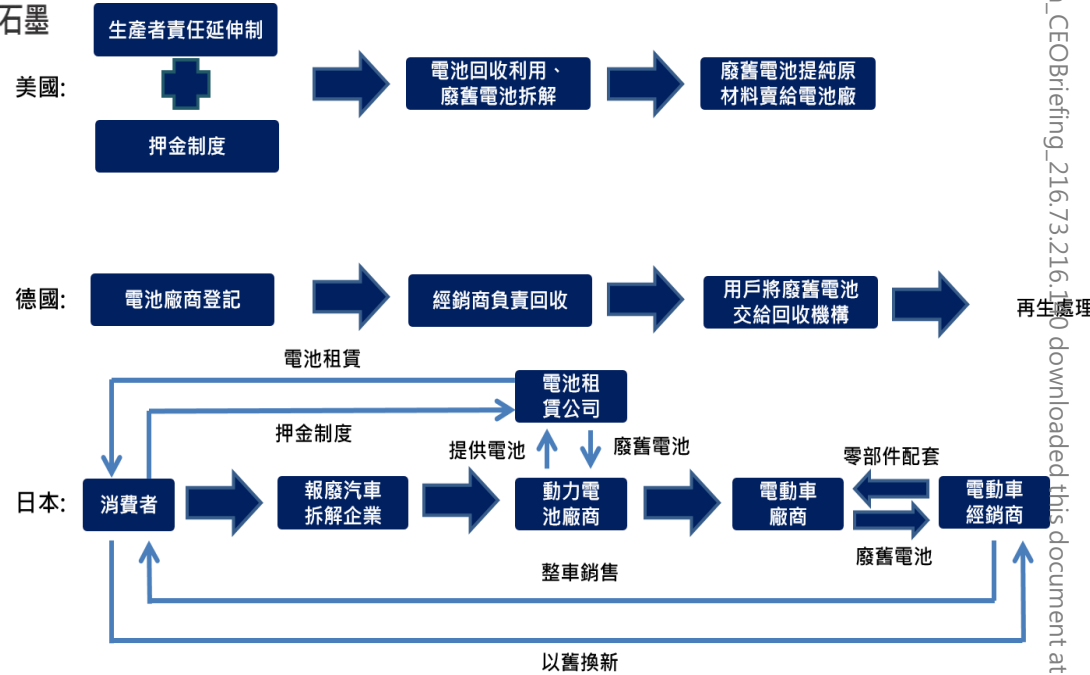 石墨
生產者責任延伸制
美國:
電池回收利用、
廢舊電池拆解
廢舊電池提純原
材料賣給電池廠
押金制度
德國:
電池廠商登記
經銷商負責回收
用戶將廢舊電池
交給回收機構
再生處理
電池租賃
電池租
賃公司
押金制度
提供電池
廢舊電池
零部件配套
日本:
消費者
報廢汽車
拆解企業
動力電
池廠商
電動車
廠商
電動車
經銷商
廢舊電池
整車銷售
以舊換新
_CEOBriefing_216.73.216.1 0 downloaded this document at